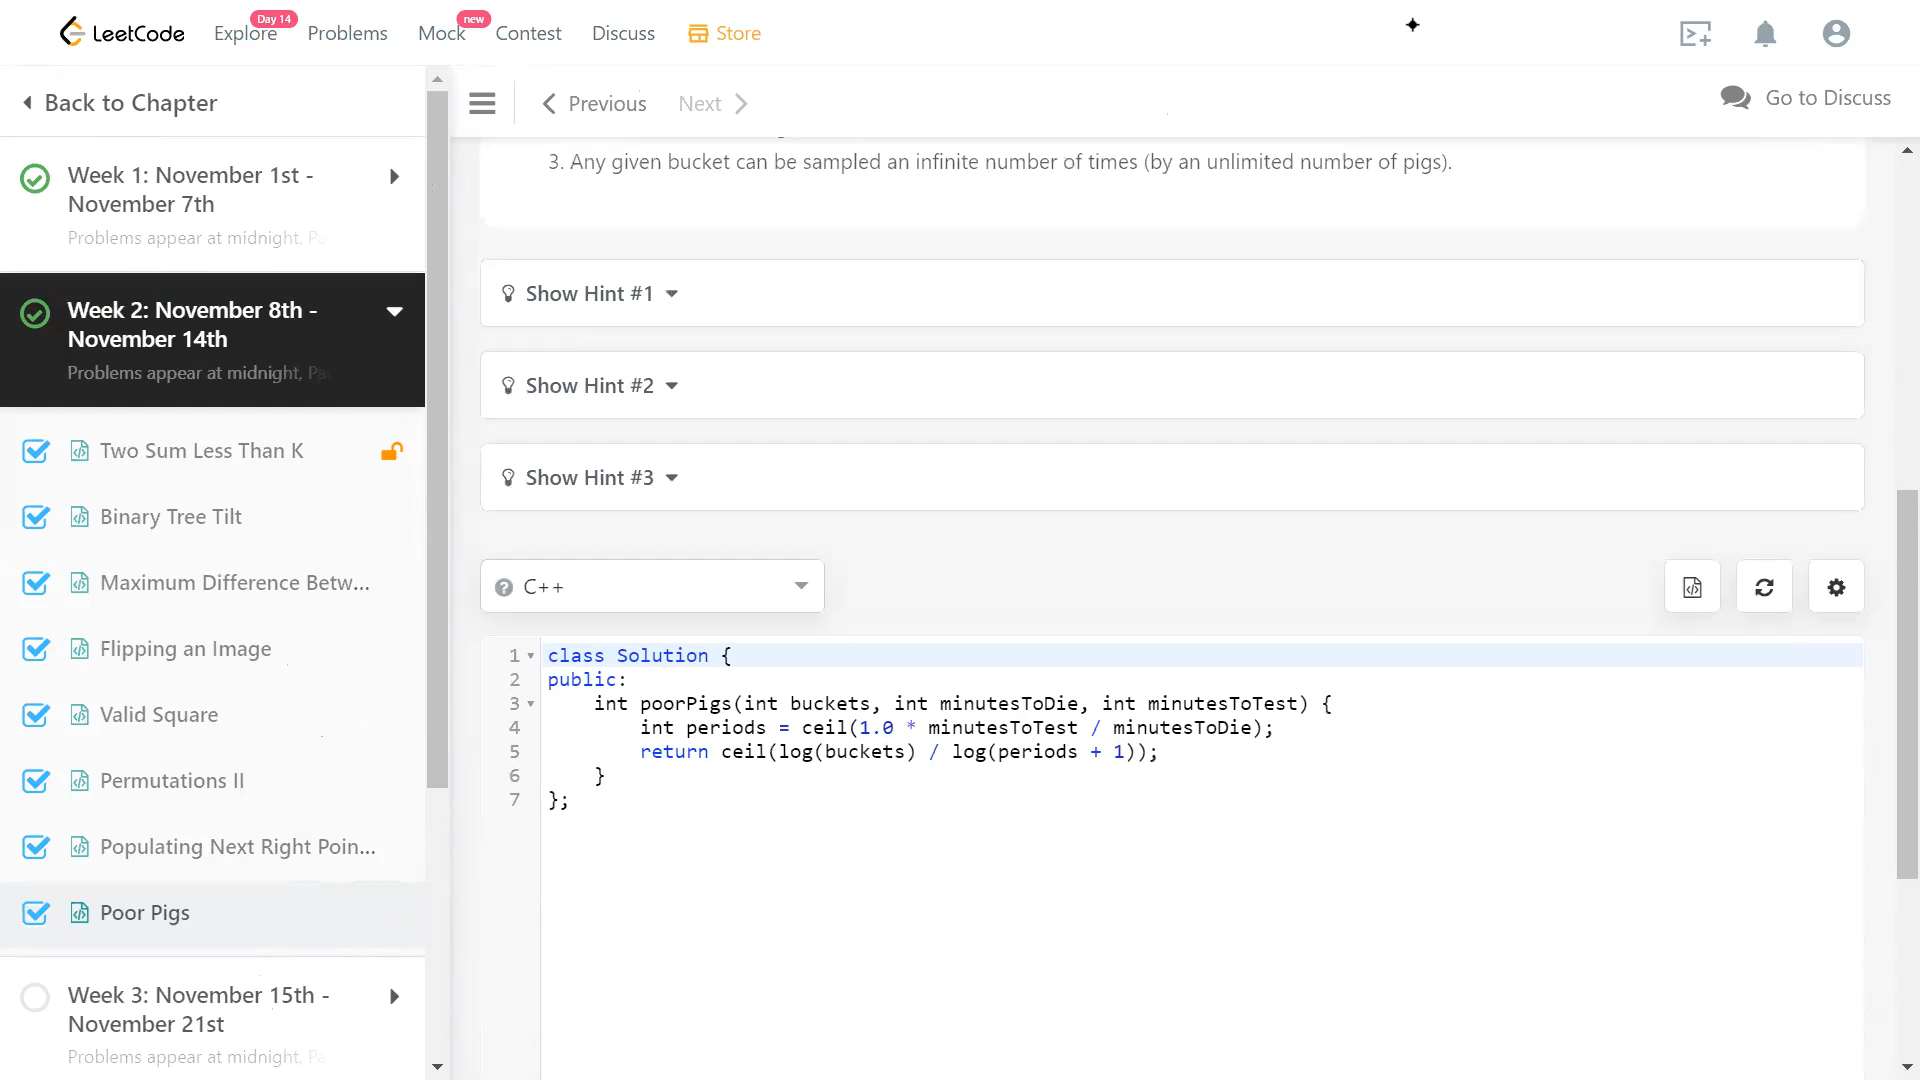 LeetCode
Explore
Day 14
Problems
Mock
new
Contest
Discuss
Store
Back to Chapter
Week 1: November 1st -
November 7th
Problems appear at midnight,
Week 2: November 8th -
November 14th
Problems appear at midnight,
Two Sum Less Than K
Binary Tree Tilt
Maximum Difference Betw...
Flipping an Image
Valid Square
Permutations II
Populating Next Right Poin...
Poor Pigs
Week 3: November 15th -
November 21st
Problems appear at midnight,
Previous
Next
Go to Discuss
3. Any given bucket can be sampled an infinite number of times (by an unlimited number of pigs).
Show Hint #1
Show Hint #2
Show Hint #3
C++
1 class Solution {
2 public:
3     int poorPigs(int buckets, int minutesToDie, int minutesToTest) {
4         int periods = ceil(1.0 * minutesToTest / minutesToDie);
5         return ceil(log(buckets) / log(periods + 1));
6     }
7 };